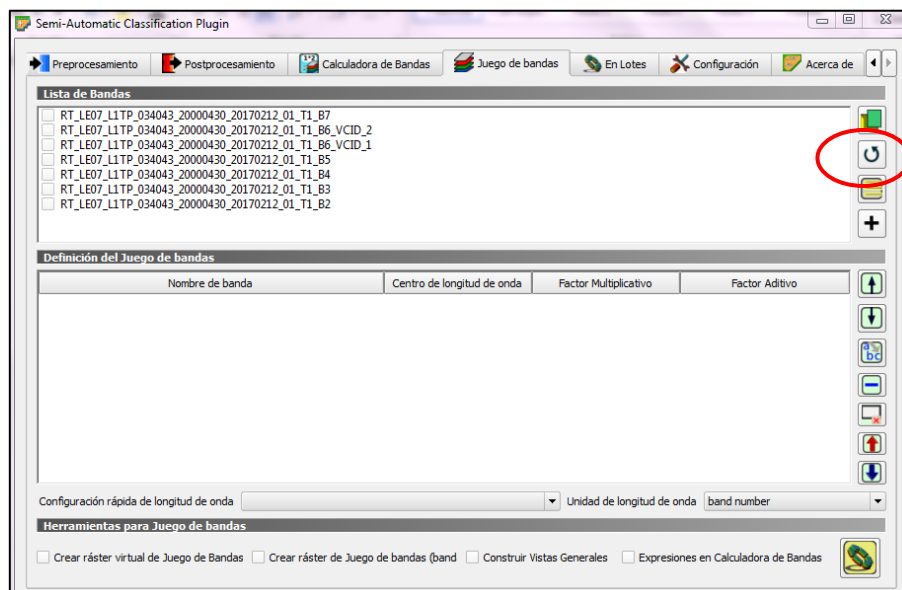 Semi-Automatic Classification Plugin
Preprocesamiento Postprocesamiento Calculadora de Bandas Juego de bandas En Lotes Configuración Acerca de
Lista de Bandas
RT_LE07_L1TP_034043_20000430_20170212_01_T1_B7
RT_LE07_L1TP_034043_20000430_20170212_01_T1_B6_VCID_2
RT_LE07_L1TP_034043_20000430_20170212_01_T1_B6_VCID_1
RT_LE07_L1TP_034043_20000430_20170212_01_T1_B5
RT_LE07_L1TP_034043_20000430_20170212_01_T1_B4
RT_LE07_L1TP_034043_20000430_20170212_01_T1_B3
RT_LE07_L1TP_034043_20000430_20170212_01_T1_B2
Definición del Juego de bandas
Nombre de banda Centro de longitud de onda Factor Multiplicativo Factor Aditivo
a
bc
Configuración rápida de longitud de onda Unidad de longitud de onda band number
Herramientas para Juego de bandas
Crear ráster virtual de Juego de Bandas Crear ráster de Juego de bandas (band Construir Vistas Generales Expresiones en Calculadora de Bandas